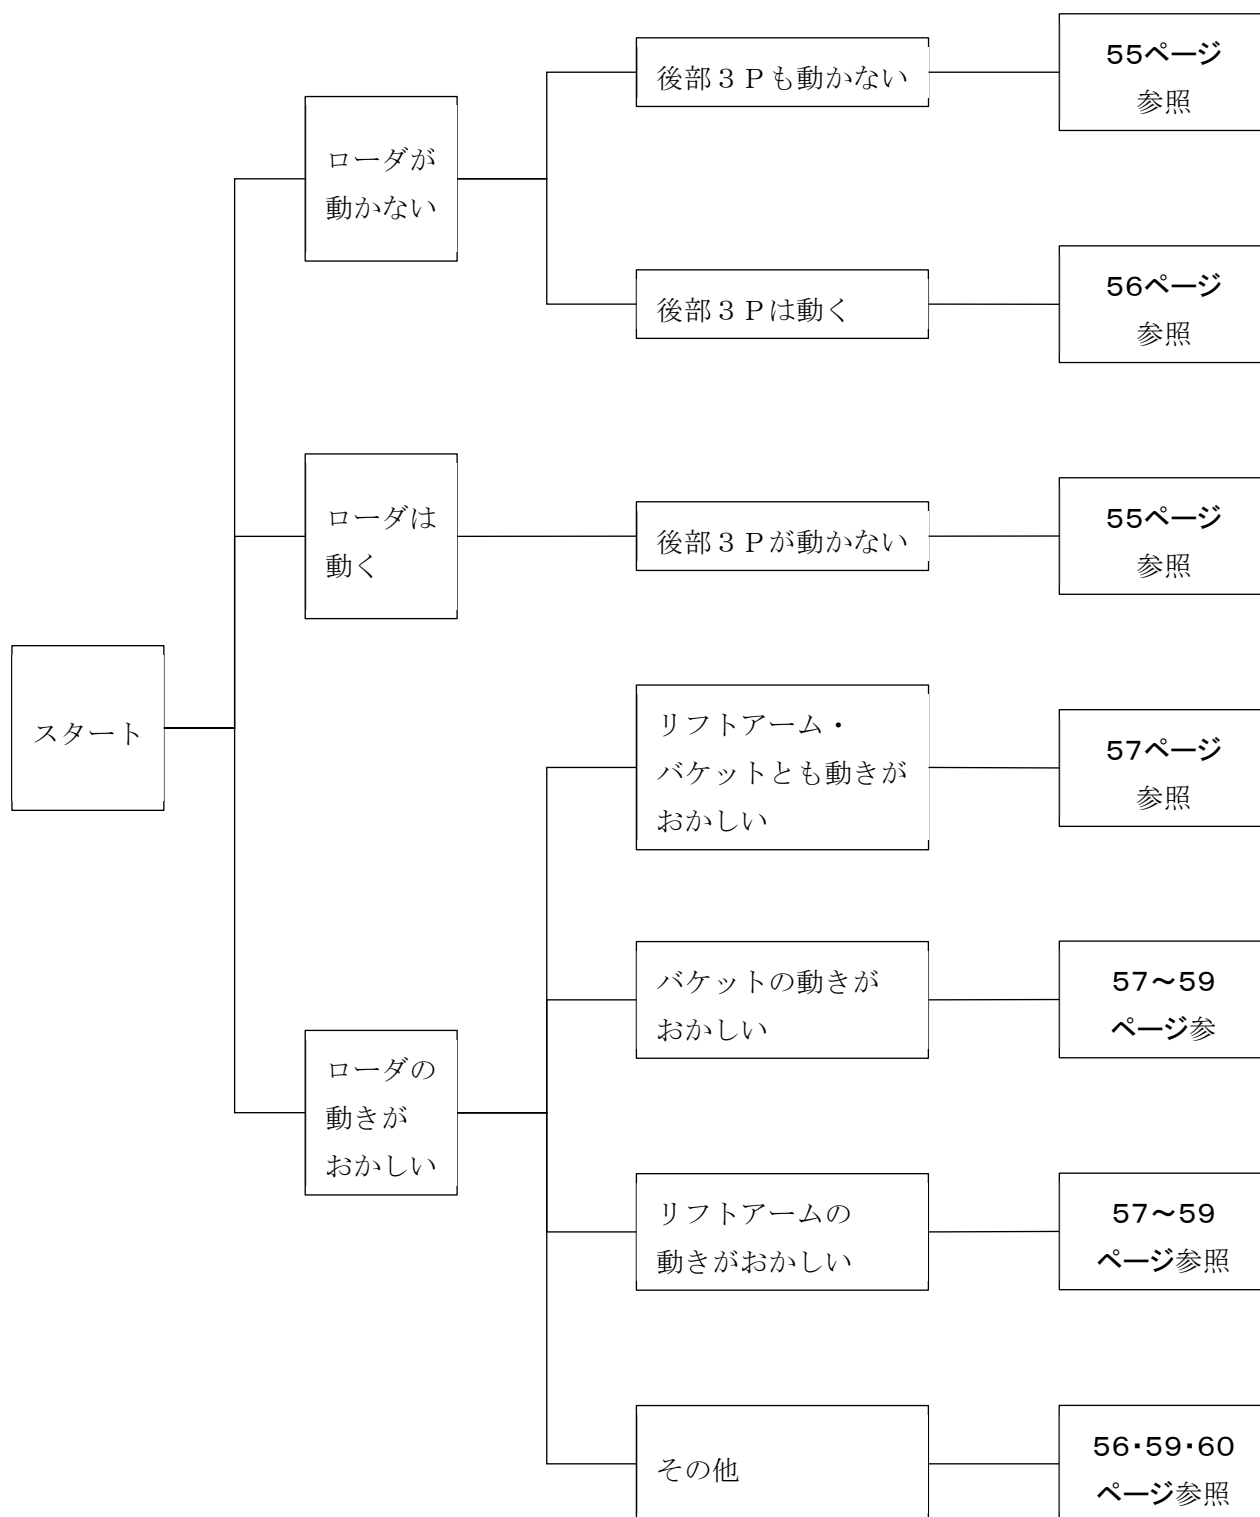 スタート
ローダが
動かない
後部３Ｐも動かない
55ページ
参照
後部３Ｐは動く
56ページ
参照
ローダは
動く
後部３Ｐが動かない
55ページ
参照
ローダの
動きが
おかしい
リフトアーム・
バケットとも動きが
おかしい
57ページ
参照
バケットの動きが
おかしい
57～59
ページ参
リフトアームの
動きがおかしい
57～59
ページ参照
その他
56・59・60
ページ参照